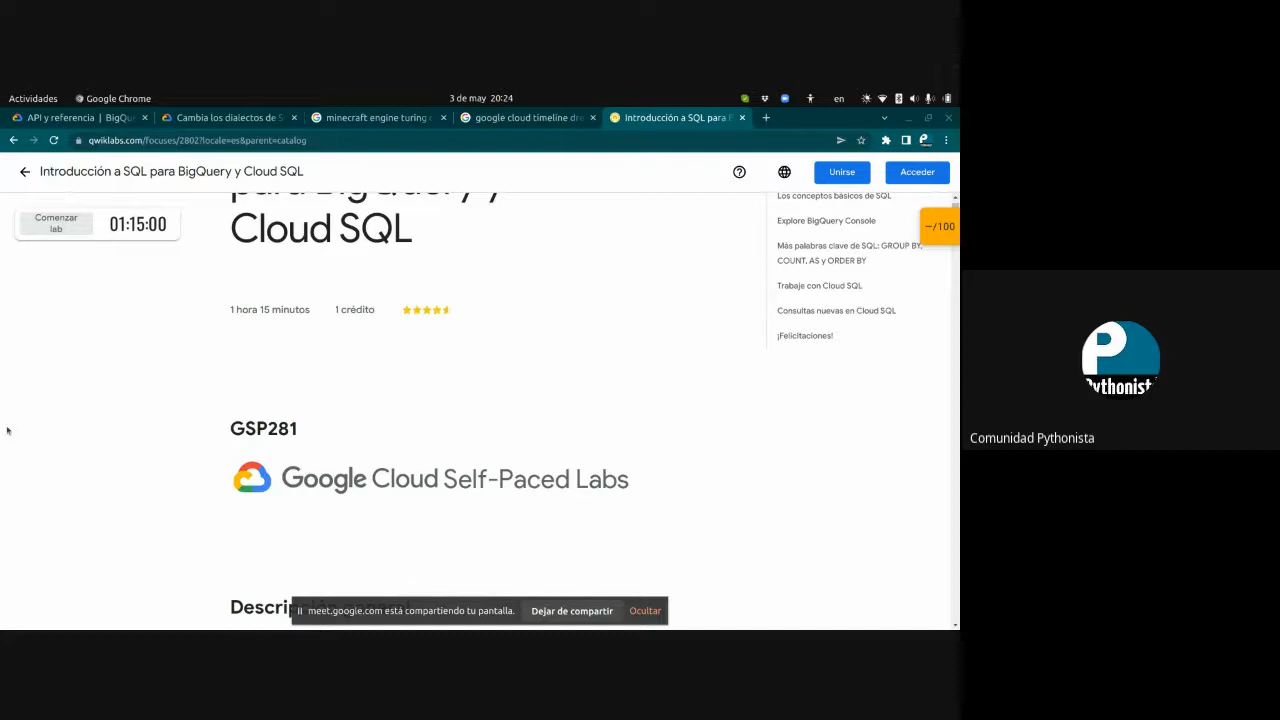 Actividades
Google Chrome
3 de may 20:24
en
API y referencia | BigQue
Cambia los dialectos de S
minecraft engine turing c
google cloud timeline dre
Introducción a SQL para B
qwiklabs.com/focuses/2802?locale=es&parent=catalog
Introducción a SQL para BigQuery y Cloud SQL
Unirse
Acceder
para BigQuery y
Cloud SQL
Comenzar
lab
01:15:00
Los conceptos básicos de SQL
Explore BigQuery Console
Más palabras clave de SQL: GROUP BY,
COUNT, AS y ORDER BY
Trabaje con Cloud SQL
Consultas nuevas en Cloud SQL
¡Felicitaciones!
–/100
1 hora 15 minutos
1 crédito
GSP281
Google Cloud Self-Paced Labs
meet.google.com está compartiendo tu pantalla.
Dejar de compartir
Ocultar
Pythonist
Comunidad Pythonista